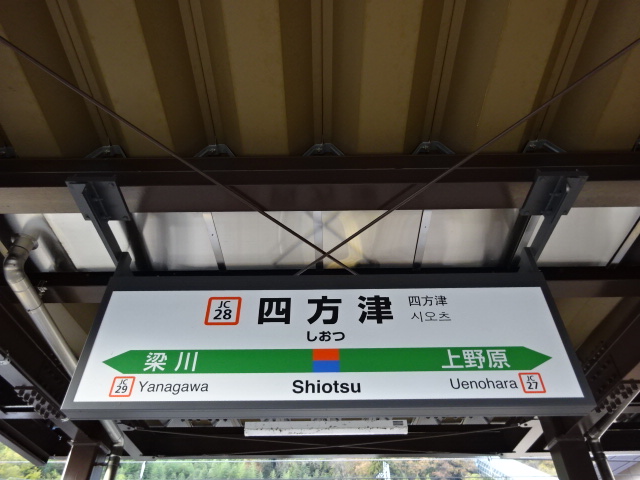 JC 28 四方津 四方津
시오츠
しおつ
梁川 上野原
JC 29 Yanagawa Shiotsu Uenohara JC 27